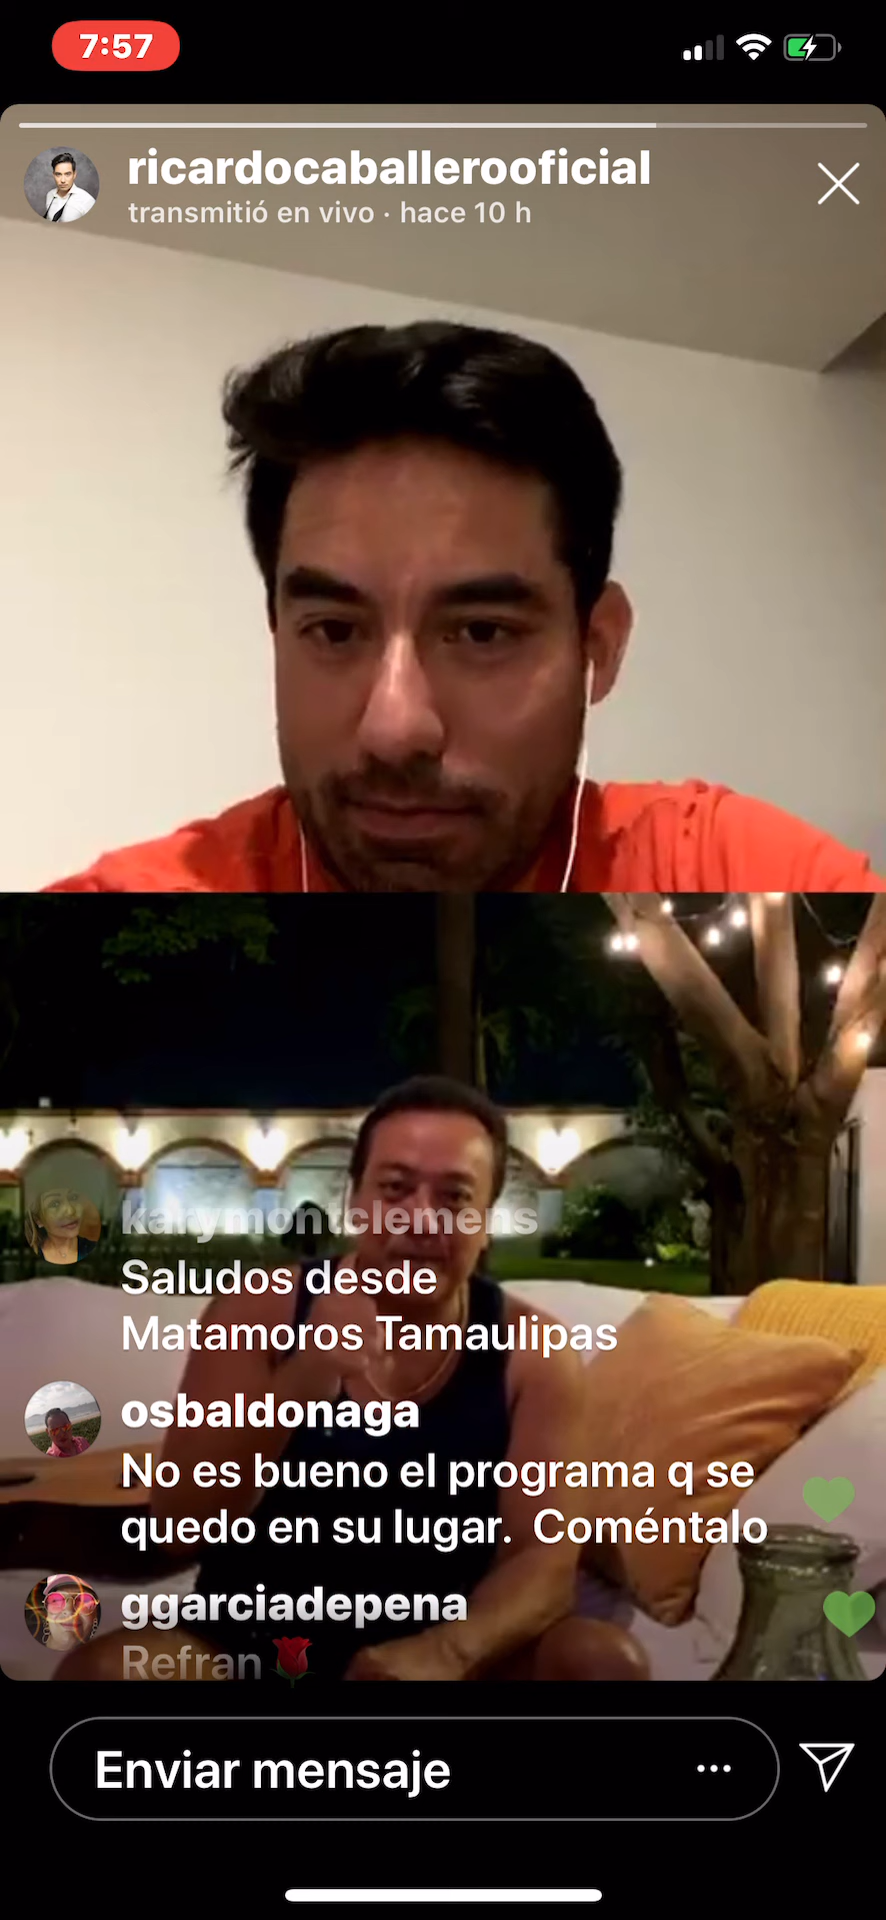 7:57
ricardocaballerooficial
transmitió en vivo · hace 10 h
karymontclemens
Saludos desde
Matamoros Tamaulipas
osbaldonaga
No es bueno el programa q se
quedo en su lugar.  Coméntalo
ggarciadepena
Refran🌹
Enviar mensaje